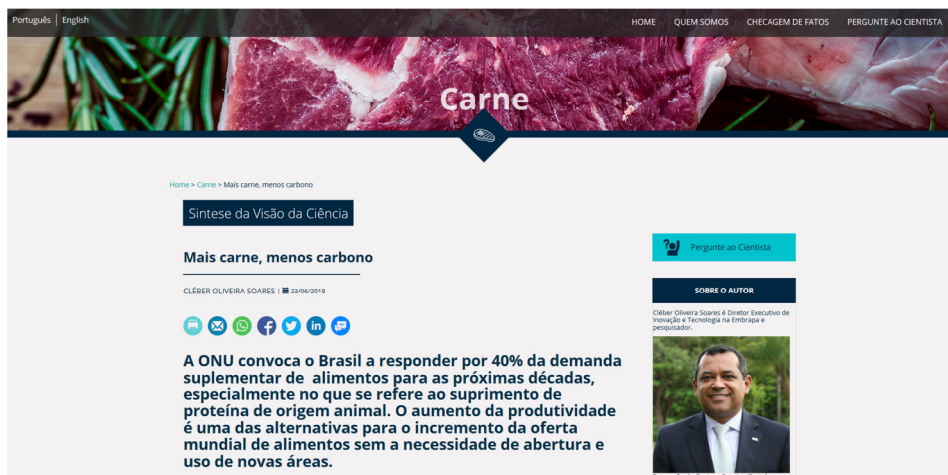 Português | English
HOME QUEM SOMOS CHECAGEM DE FATOS PERGUNTE AO CIENTISTA
Carne
Home > Carne > Mais carne, menos carbono
Sintese da Visão da Ciência
Mais carne, menos carbono
CLÉBER OLIVEIRA SOARES | 23/06/2019
A ONU convoca o Brasil a responder por 40% da demanda
suplementar de alimentos para as próximas décadas,
especialmente no que se refere ao suprimento de
proteína de origem animal. O aumento da produtividade
é uma das alternativas para o incremento da oferta
mundial de alimentos sem a necessidade de abertura e
uso de novas áreas.
Pergunte ao Cientista
SOBRE O AUTOR
Cléber Oliveira Soares é Diretor Executivo de
Inovação e Tecnologia na Embrapa e
pesquisador.